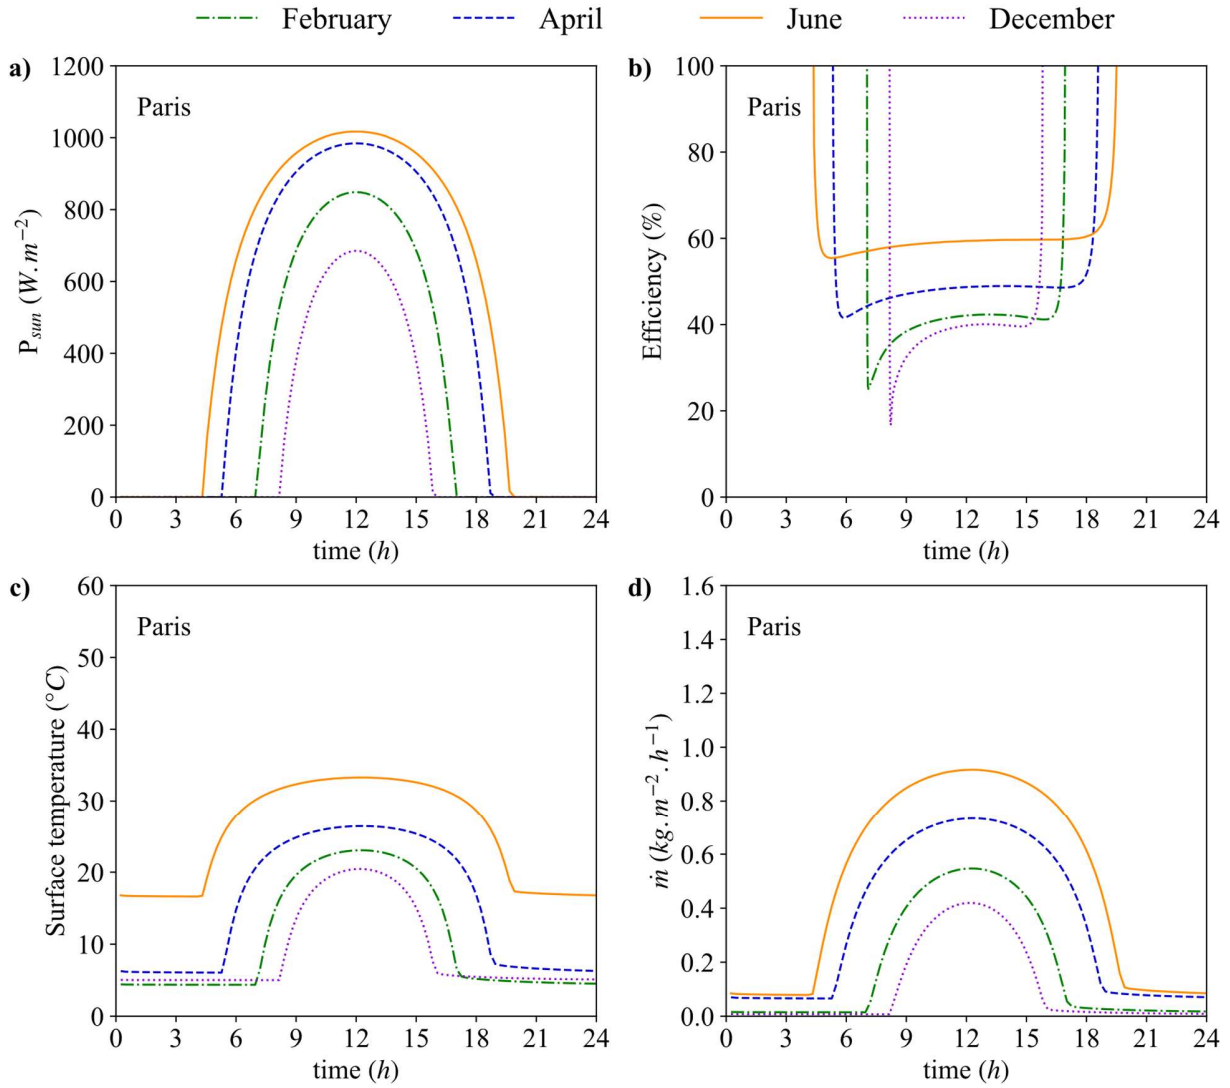 February April June December
a)
Paris
P_sun (W.m⁻²)
1200
1000
800
600
400
200
0
0 3 6 9 12 15 18 21 24
time (h)
b)
Paris
Efficiency (%)
100
80
60
40
20
0
0 3 6 9 12 15 18 21 24
time (h)
c)
Paris
Surface temperature (°C)
60
50
40
30
20
10
0
0 3 6 9 12 15 18 21 24
time (h)
d)
Paris
ṁ (kg.m⁻².h⁻¹)
1.6
1.4
1.2
1.0
0.8
0.6
0.4
0.2
0.0
0 3 6 9 12 15 18 21 24
time (h)